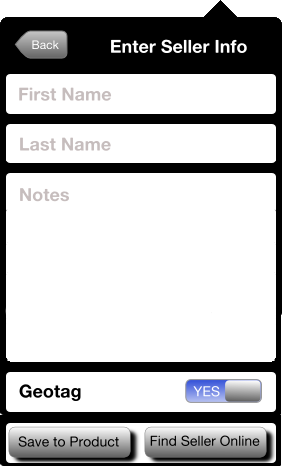 Back
Enter Seller Info
First Name
Last Name
Notes
Geotag
YES
Save to Product
Find Seller Online